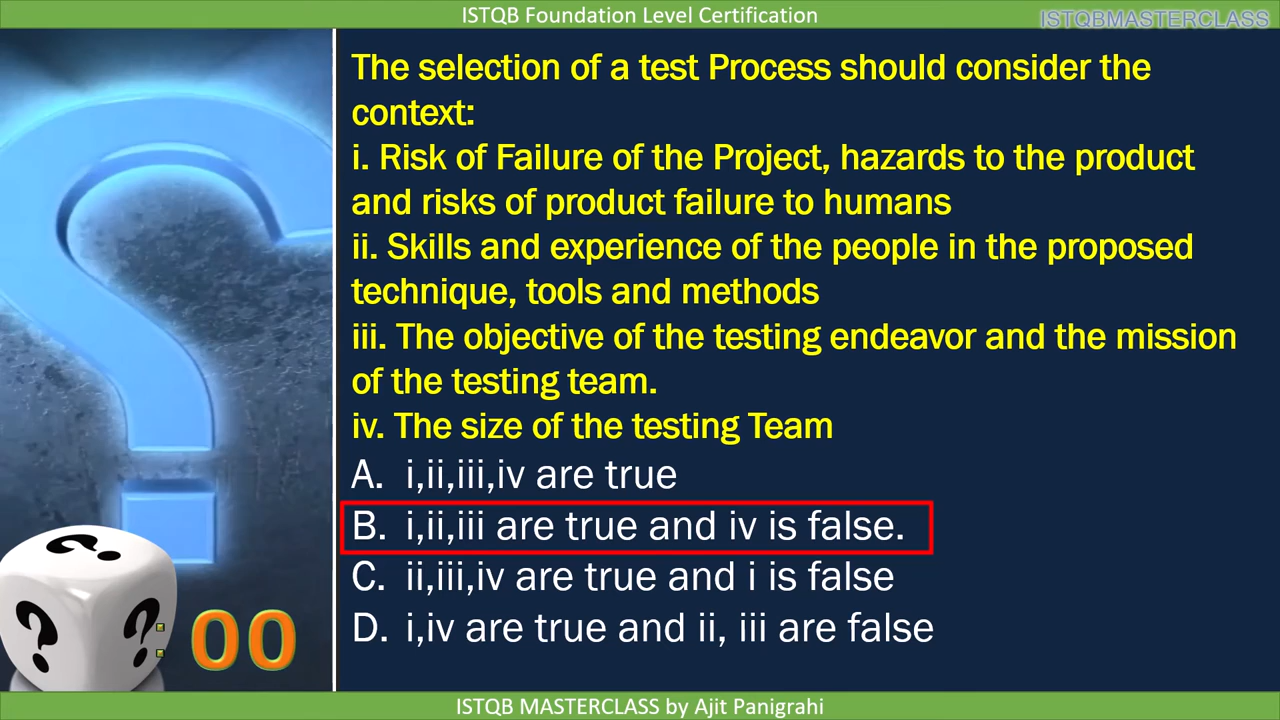 ISTQB Foundation Level Certification
ISTQBMASTERCLASS
The selection of a test Process should consider the
context:
i. Risk of Failure of the Project, hazards to the product
and risks of product failure to humans
ii. Skills and experience of the people in the proposed
technique, tools and methods
iii. The objective of the testing endeavor and the mission
of the testing team.
iv. The size of the testing Team
A. i,ii,iii,iv are true
B. i,ii,iii are true and iv is false.
C. ii,iii,iv are true and i is false
D. i,iv are true and ii, iii are false
? ? ?
: 00
ISTQB MASTERCLASS by Ajit Panigrahi